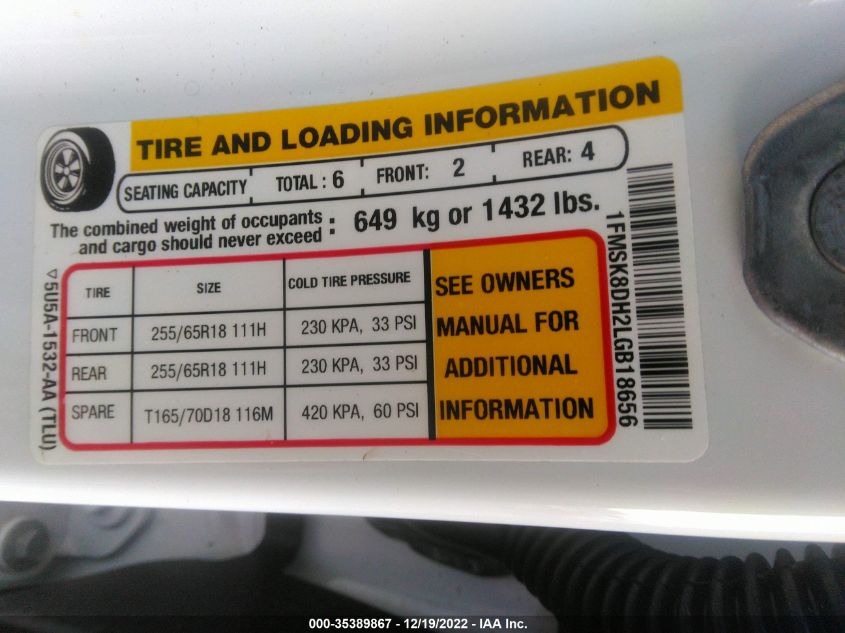 TIRE AND LOADING INFORMATION
SEATING CAPACITY TOTAL : 6 FRONT: 2 REAR: 4
The combined weight of occupants
and cargo should never exceed : 649 kg or 1432 lbs.
TIRE SIZE COLD TIRE PRESSURE
FRONT 255/65R18 111H 230 KPA, 33 PSI
REAR 255/65R18 111H 230 KPA, 33 PSI
SPARE T165/70D18 116M 420 KPA, 60 PSI
SEE OWNERS
MANUAL FOR
ADDITIONAL
INFORMATION
▽5U5A-1532-AA (TLU)
1FMSK8DH2LGB18656
000-35389867 - 12/19/2022 - IAA Inc.